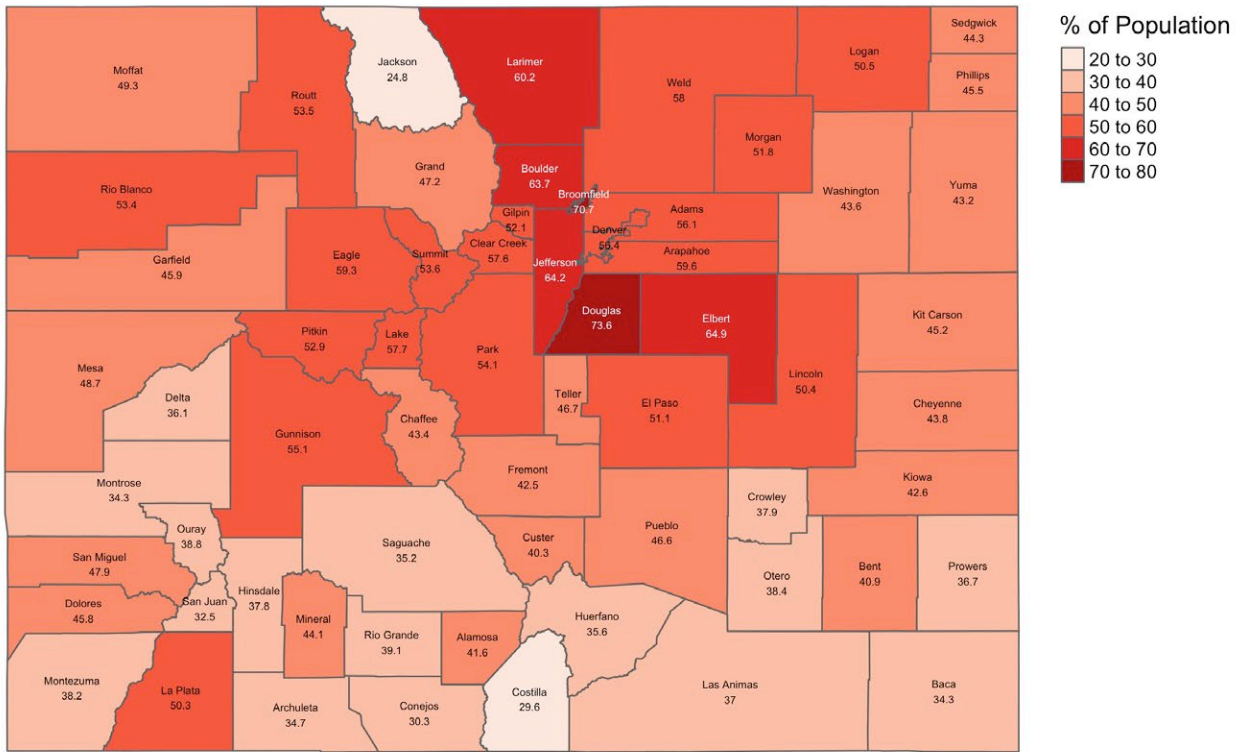 % of Population
20 to 30
30 to 40
40 to 50
50 to 60
60 to 70
70 to 80
Moffat
49.3
Routt
53.5
Jackson
24.8
Larimer
60.2
Weld
58
Logan
50.5
Sedgwick
44.3
Phillips
45.5
Morgan
51.8
Washington
43.6
Yuma
43.2
Rio Blanco
53.4
Grand
47.2
Boulder
63.7
Broomfield
70.7
Gilpin
52.1
Adams
56.1
Denver
56.4
Clear Creek
57.6
Arapahoe
59.6
Jefferson
64.2
Garfield
45.9
Eagle
59.3
Summit
53.6
Douglas
73.6
Elbert
64.9
Kit Carson
45.2
Pitkin
52.9
Lake
57.7
Park
54.1
Mesa
48.7
Delta
36.1
Teller
46.7
El Paso
51.1
Lincoln
50.4
Cheyenne
43.8
Gunnison
55.1
Chaffee
43.4
Fremont
42.5
Kiowa
42.6
Montrose
34.3
Crowley
37.9
Ouray
38.8
Saguache
35.2
Custer
40.3
Pueblo
46.6
San Miguel
47.9
Hinsdale
37.8
Otero
38.4
Bent
40.9
Prowers
36.7
Dolores
45.8
San Juan
32.5
Mineral
44.1
Rio Grande
39.1
Alamosa
41.6
Huerfano
35.6
Montezuma
38.2
La Plata
50.3
Archuleta
34.7
Conejos
30.3
Costilla
29.6
Las Animas
37
Baca
34.3